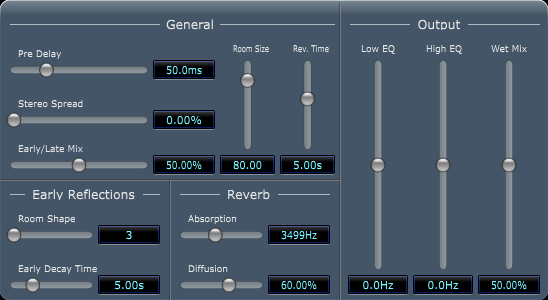 General
Pre Delay
50.0ms
Stereo Spread
0.00%
Early/Late Mix
50.00%
Room Size
80.00
Rev. Time
5.00s
Early Reflections
Room Shape
3
Early Decay Time
5.00s
Reverb
Absorption
3499Hz
Diffusion
60.00%
Output
Low EQ
0.0Hz
High EQ
0.0Hz
Wet Mix
50.00%